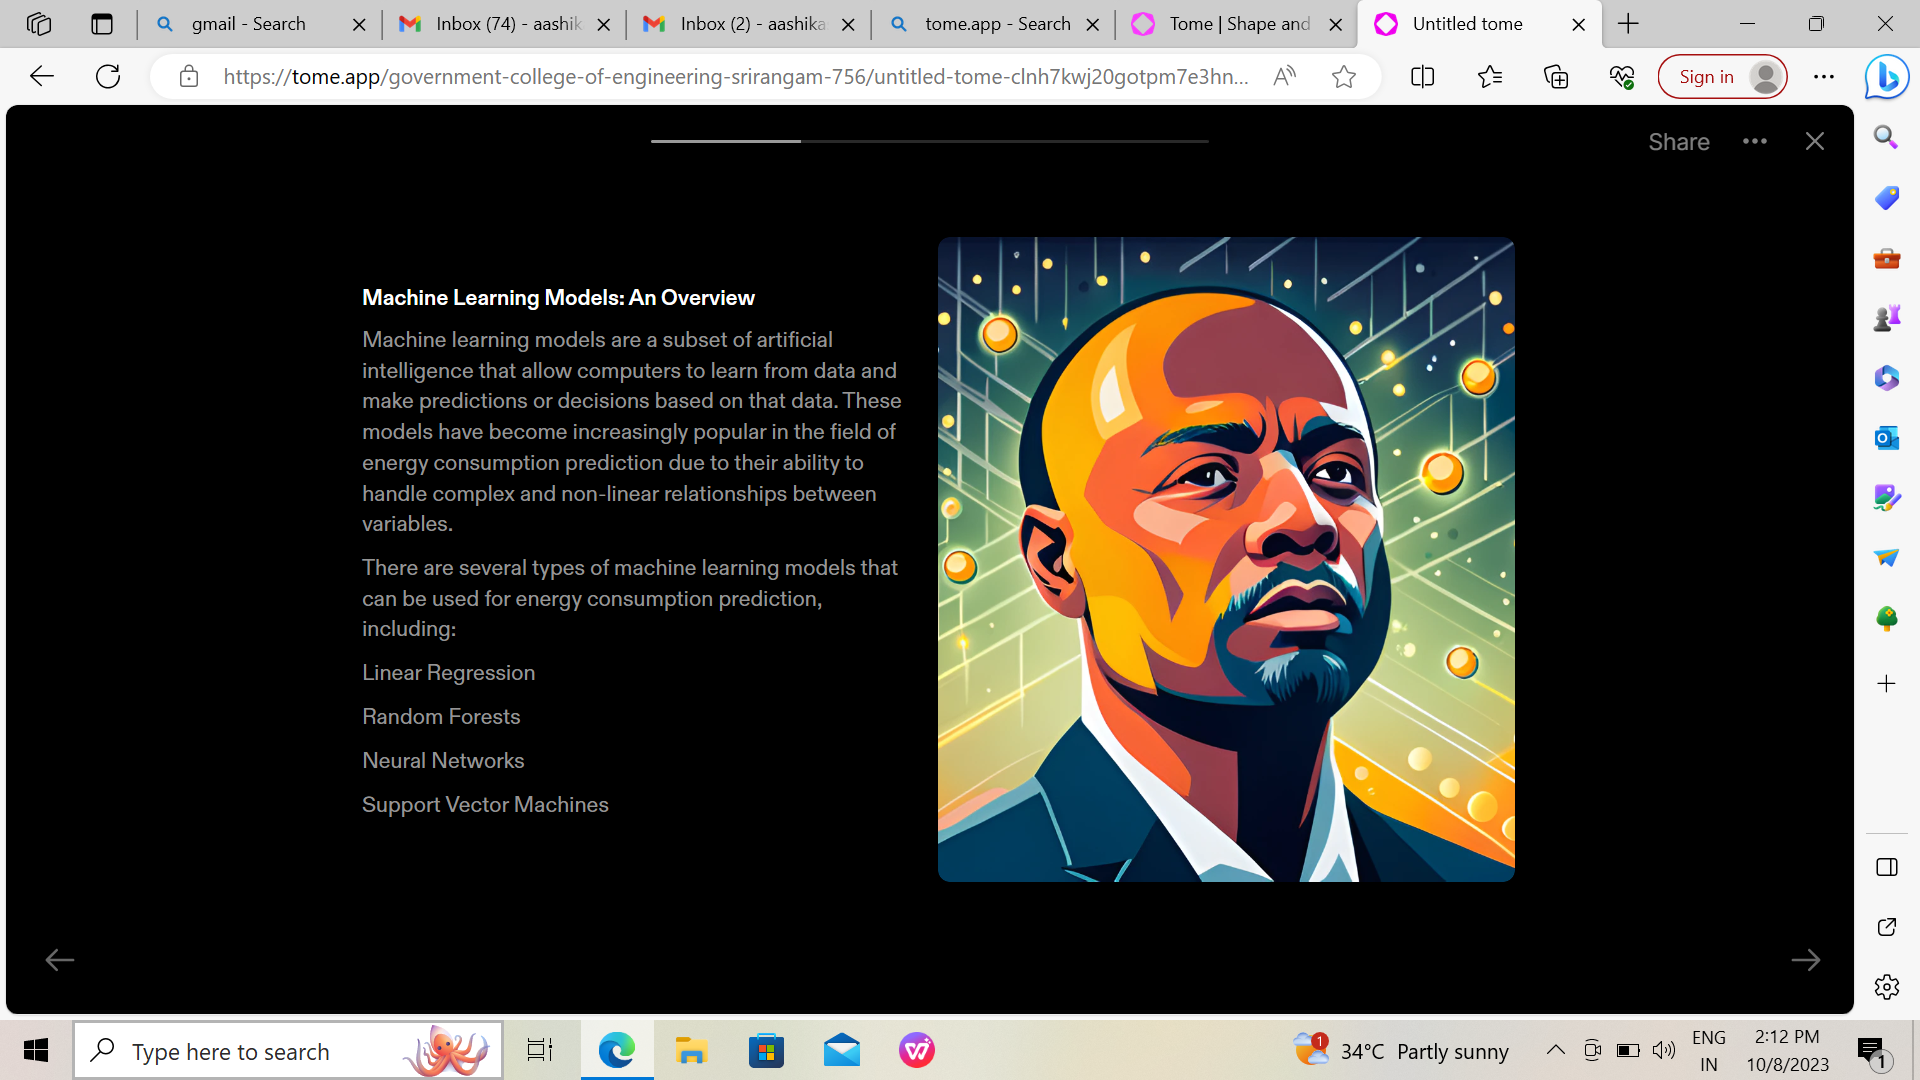 gmail - Search
Inbox (74) - aashik
Inbox (2) - aashika
tome.app - Search
Tome | Shape and
Untitled tome
https://tome.app/government-college-of-engineering-srirangam-756/untitled-tome-clnh7kwj20gotpm7e3hn...
Sign in
Share
Machine Learning Models: An Overview
Machine learning models are a subset of artificial
intelligence that allow computers to learn from data and
make predictions or decisions based on that data. These
models have become increasingly popular in the field of
energy consumption prediction due to their ability to
handle complex and non-linear relationships between
variables.
There are several types of machine learning models that
can be used for energy consumption prediction,
including:
Linear Regression
Random Forests
Neural Networks
Support Vector Machines
Type here to search
1
34°C Partly sunny
ENG
IN
2:12 PM
10/8/2023
1